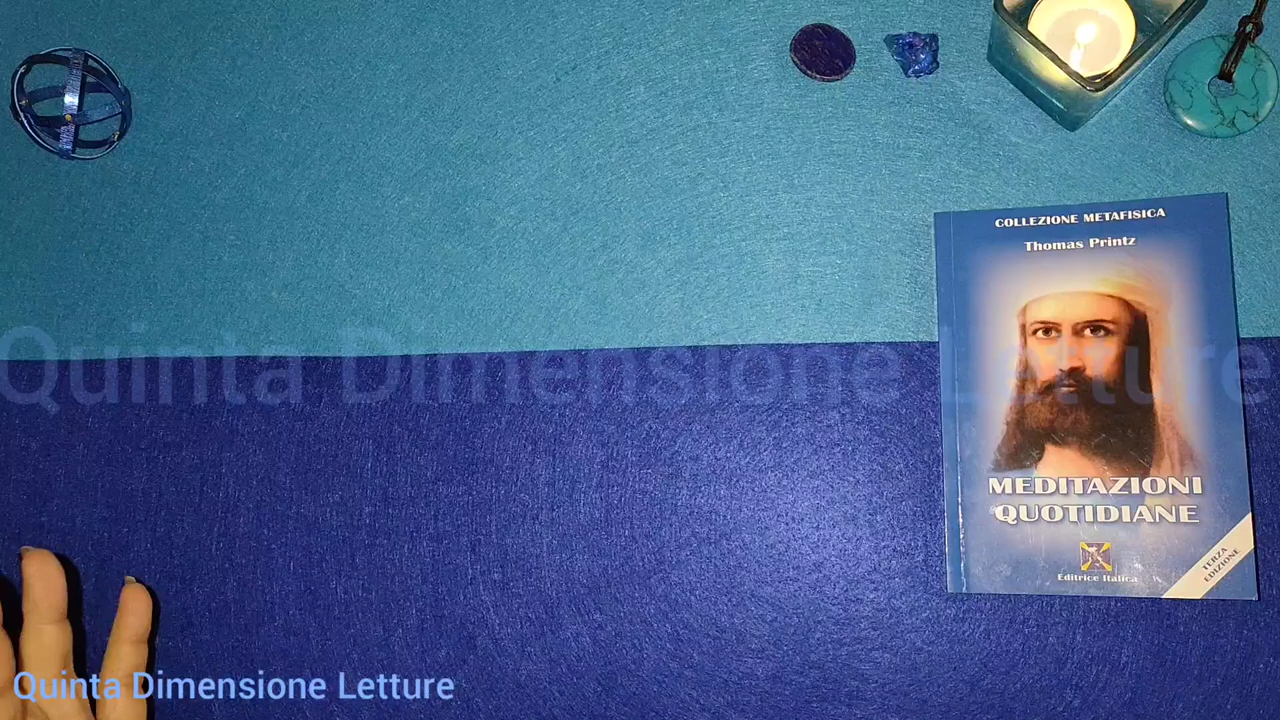 COLLEZIONE METAFISICA
Thomas Printz
Quinta Dimensione Letture
MEDITAZIONI
QUOTIDIANE
TERZA
EDIZIONE
Editrice Italica
Quinta Dimensione Letture